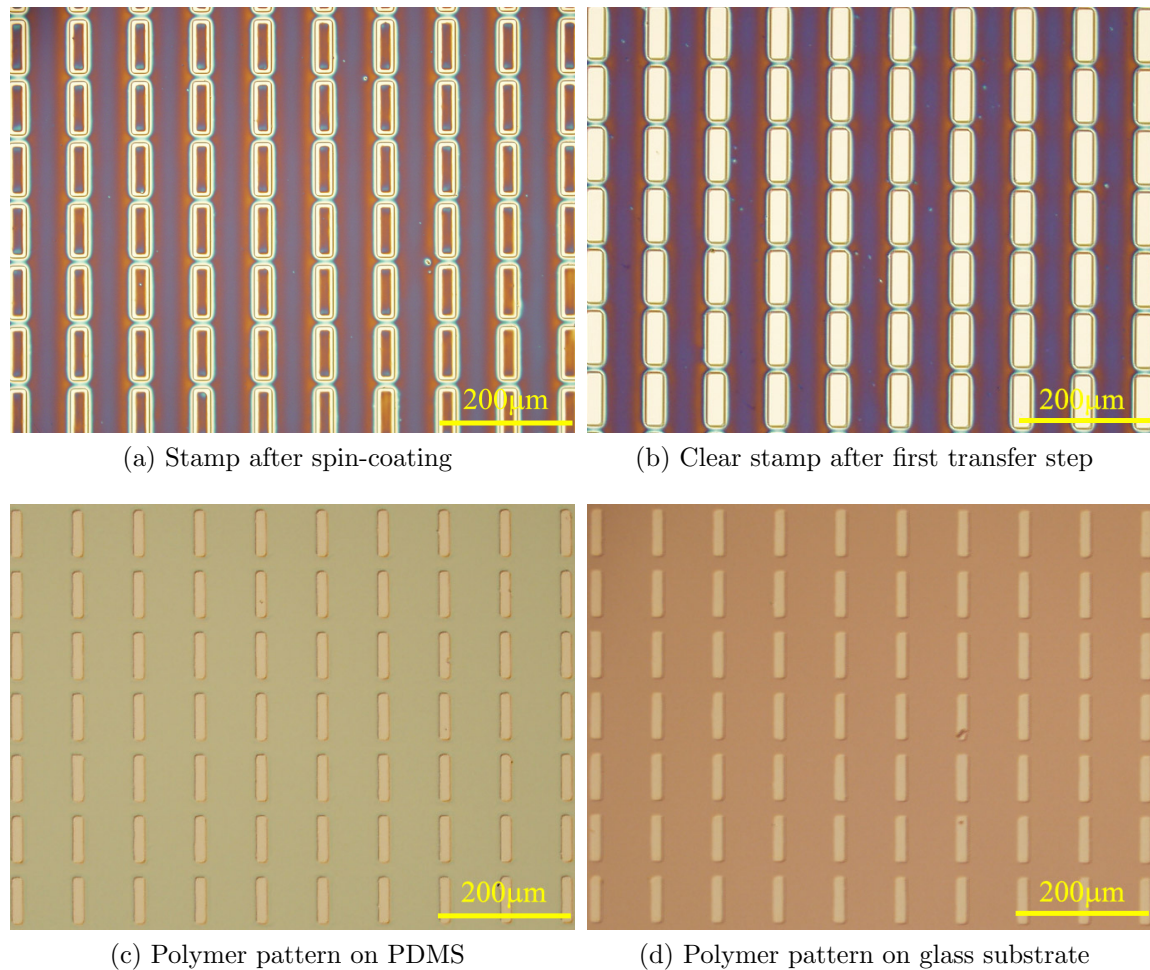 200µm
200µm
(a) Stamp after spin-coating
(b) Clear stamp after first transfer step
200µm
200µm
(c) Polymer pattern on PDMS
(d) Polymer pattern on glass substrate